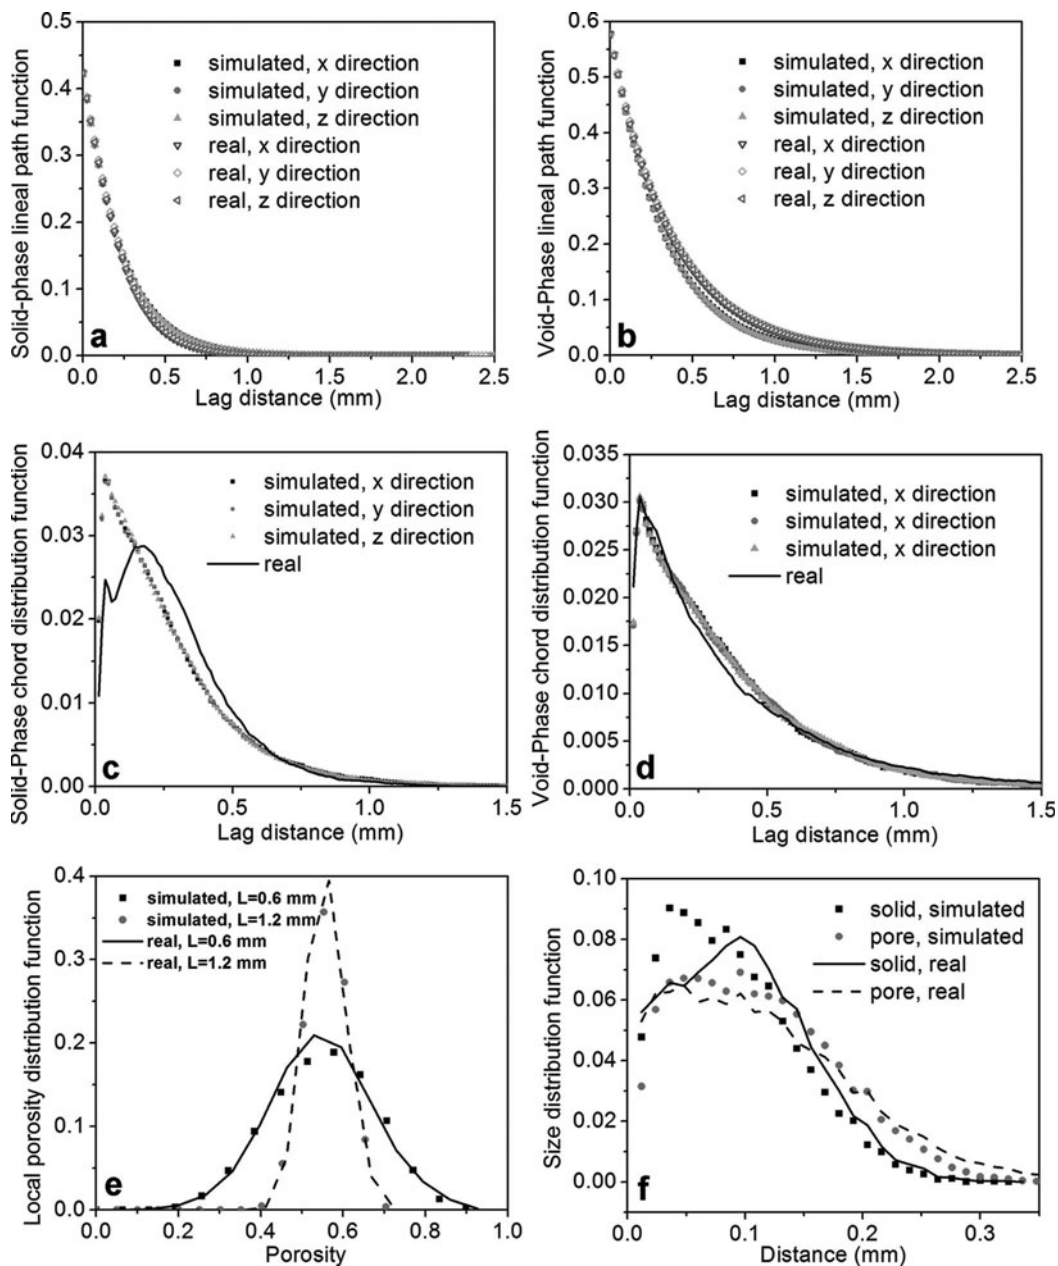 0.5
0.4
0.3
0.2
0.1
0.0
0.0 0.5 1.0 1.5 2.0 2.5
Solid-phase lineal path function
Lag distance (mm)
simulated, x direction
simulated, y direction
simulated, z direction
real, x direction
real, y direction
real, z direction
a
0.6
0.5
0.4
0.3
0.2
0.1
0.0
0.0 0.5 1.0 1.5 2.0 2.5
Void-Phase lineal path function
Lag distance (mm)
simulated, x direction
simulated, y direction
simulated, z direction
real, x direction
real, y direction
real, z direction
b
0.04
0.03
0.02
0.01
0.00
0.0 0.5 1.0 1.5
Solid-Phase chord distribution function
Lag distance (mm)
simulated, x direction
simulated, y direction
simulated, z direction
real
c
0.035
0.030
0.025
0.020
0.015
0.010
0.005
0.000
0.0 0.5 1.0 1.5
Void-Phase chord distribution function
Lag distance (mm)
simulated, x direction
simulated, x direction
simulated, x direction
real
d
0.4
0.3
0.2
0.1
0.0
0.0 0.2 0.4 0.6 0.8 1.0
Local porosity distribution function
Porosity
simulated, L=0.6 mm
simulated, L=1.2 mm
real, L=0.6 mm
real, L=1.2 mm
e
0.10
0.08
0.06
0.04
0.02
0.00
0.0 0.1 0.2 0.3
Size distribution function
Distance (mm)
solid, simulated
pore, simulated
solid, real
pore, real
f